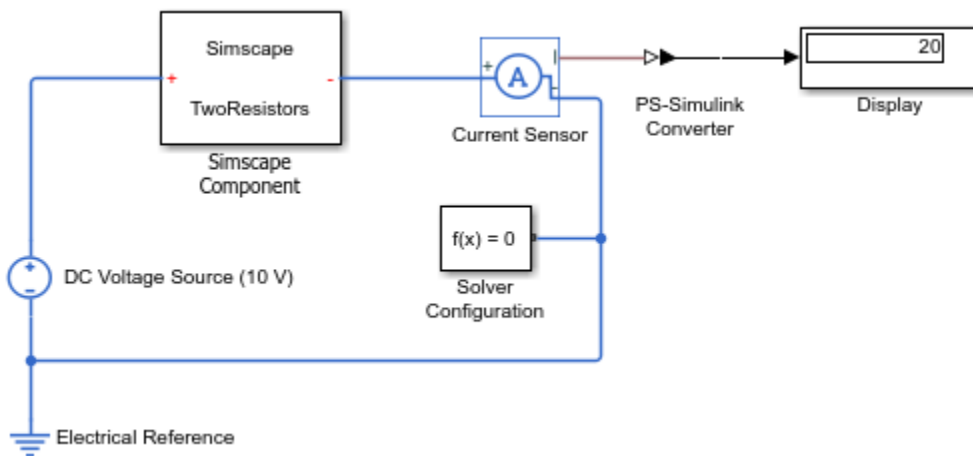 Simscape
+
-
TwoResistors
Simscape
Component
+
A
I
-
Current Sensor
PS-Simulink
Converter
20
Display
f(x) = 0
Solver
Configuration
+
-
DC Voltage Source (10 V)
Electrical Reference